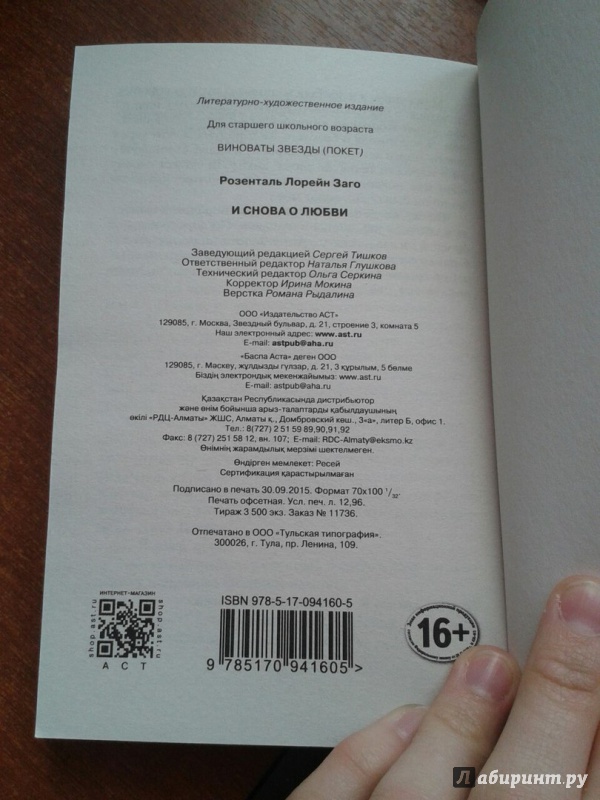 Литературно-художественное издание
Для старшего школьного возраста
ВИНОВАТЫ ЗВЕЗДЫ (ПОКЕТ)
Розенталь Лорейн Заго
И СНОВА О ЛЮБВИ
Заведующий редакцией Сергей Тишков
Ответственный редактор Наталья Глушкова
Технический редактор Ольга Серкина
Корректор Ирина Мокина
Верстка Романа Рыдалина
ООО «Издательство АСТ»
129085, г. Москва, Звездный бульвар, д. 21, строение 3, комната 5
Наш электронный адрес: www.ast.ru
E-mail: astpub@aha.ru
«Баспа Аста» деген ООО
129085, г. Мәскеу, жұлдызды гүлзар, д. 21, 3 құрылым, 5 бөлме
Біздің электрондық мекенжайымыз: www.ast.ru
E-mail: astpub@aha.ru
Қазақстан Республикасында дистрибьютор
және өнім бойынша арыз-талаптарды қабылдаушының
өкілі «РДЦ-Алматы» ЖШС, Алматы қ., Домбровский көш., 3«а», литер Б, офис 1.
Тел.: 8(727) 2 51 59 89,90,91,92
Факс: 8 (727) 251 58 12, вн. 107; E-mail: RDC-Almaty@eksmo.kz
Өнімнің жарамдылық мерзімі шектелмеген.
Өндірген мемлекет: Ресей
Сертификация қарастырылмаған
Подписано в печать 30.09.2015. Формат 70x100 1/32.
Печать офсетная. Усл. печ. л. 12,96.
Тираж 3 500 экз. Заказ № 11736.
Отпечатано в ООО «Тульская типография».
300026, г. Тула, пр. Ленина, 109.
ИНТЕРНЕТ-МАГАЗИН
shop.ast.ru
shop.ast.ru
АСТ
ISBN 978-5-17-094160-5
9 785170 941605 >
16+
Знак информационной продукции
Лабиринт.ру